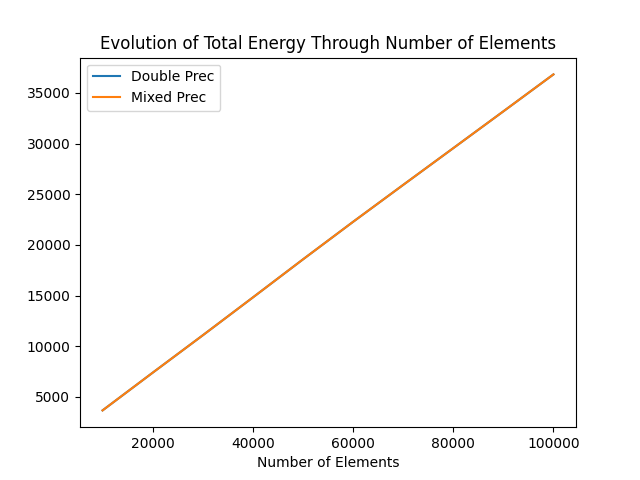 Evolution of Total Energy Through Number of Elements
Double Prec
Mixed Prec
35000
30000
25000
20000
15000
10000
5000
20000 40000 60000 80000 100000
Number of Elements